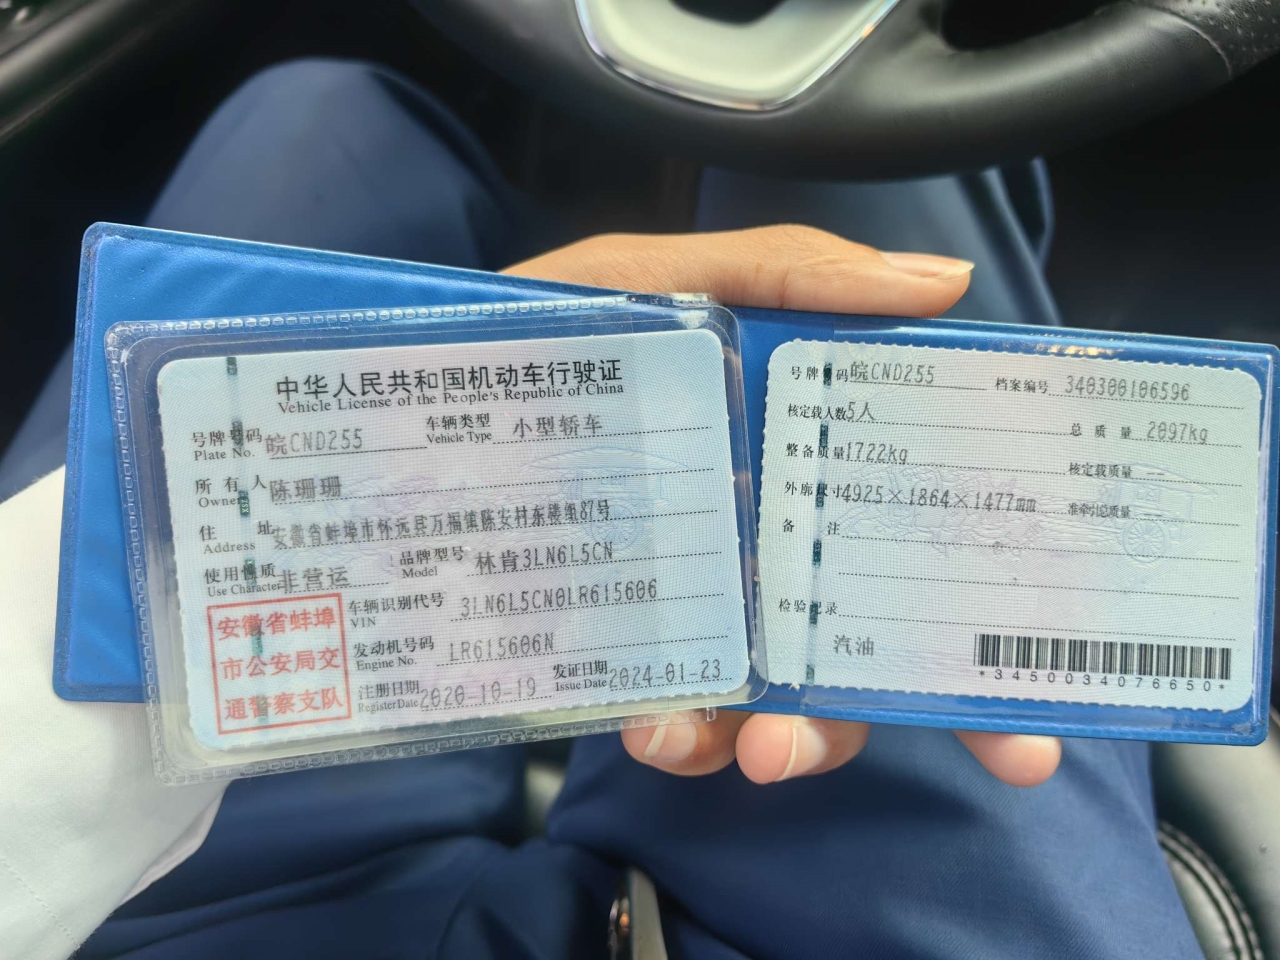 中华人民共和国机动车行驶证
Vehicle License of the People's Republic of China
号牌号码 皖CND255 车辆类型 小型轿车
Plate No. Vehicle Type
所有人 陈珊珊
Owner
住址 安徽省蚌埠市怀远县万福镇陈安村东楼组87号
Address
使用性质 非营运 品牌型号 林肯3LN6L5CN
Use Character Model
安徽省蚌埠
市公安局交
通警察支队
车辆识别代号 3LN6L5CN0LR615606
VIN
发动机号码 LR615606N
Engine No.
注册日期 2020-10-19 发证日期 2024-01-23
Register Date Issue Date
号牌号码 皖CND255 档案编号 340300106596
核定载人数 5人 总质量 2097kg
整备质量 1722kg 核定载质量 --
外廓尺寸 4925×1864×1477mm 准牵引总质量 --
备注
检验记录
汽油
*3450034076650*